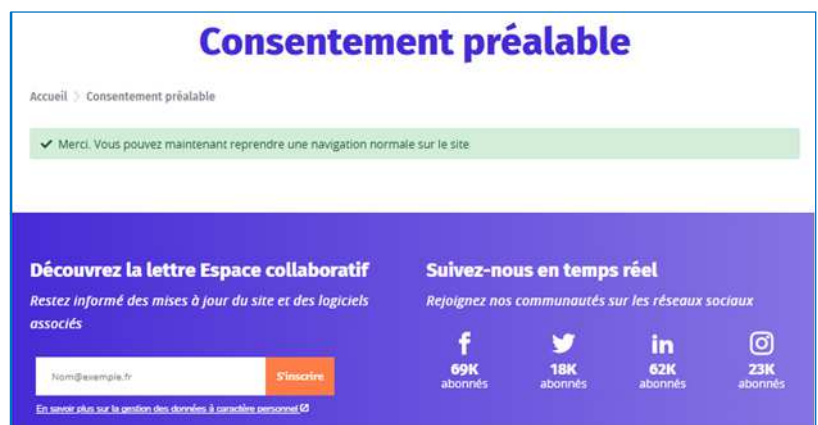 Consentement préalable
Accueil > Consentement préalable
✔ Merci. Vous pouvez maintenant reprendre une navigation normale sur le site
Découvrez la lettre Espace collaboratif
Restez informé des mises à jour du site et des logiciels
associés
Nom@exemple.fr
S'inscrire
En savoir plus sur la gestion des données à caractère personnel
Suivez-nous en temps réel
Rejoignez nos communautés sur les réseaux sociaux
69K 18K 62K 23K
abonnés abonnés abonnés abonnés